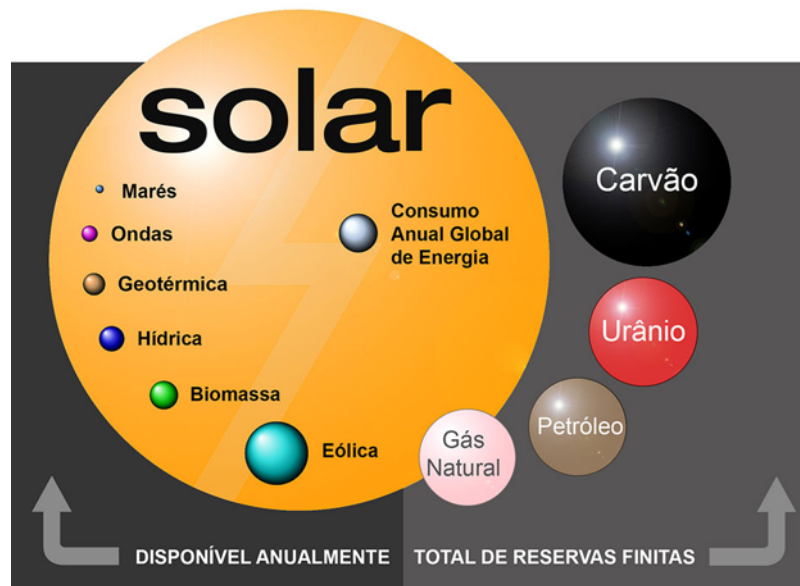 solar
Marés
Ondas
Geotérmica
Hídrica
Biomassa
Eólica
Consumo
Anual Global
de Energia
Carvão
Urânio
Petróleo
Gás
Natural
DISPONÍVEL ANUALMENTE
TOTAL DE RESERVAS FINITAS